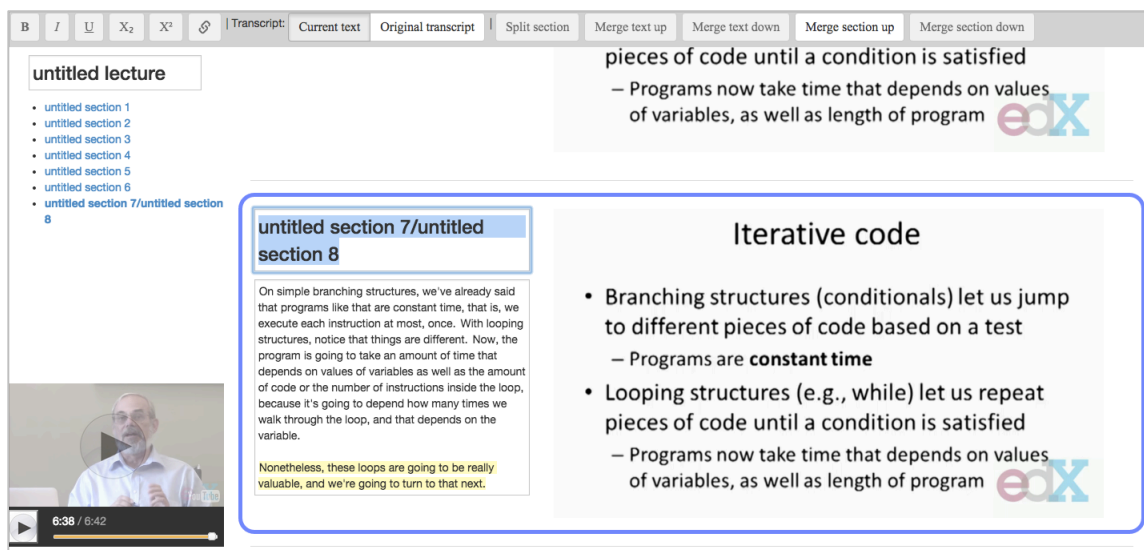 B I U X₂ X² | Transcript: Current text Original transcript | Split section Merge text up Merge text down Merge section up Merge section down
untitled lecture
• untitled section 1
• untitled section 2
• untitled section 3
• untitled section 4
• untitled section 5
• untitled section 6
• untitled section 7/untitled section
8
YouTube
6:38 / 6:42
pieces of code until a condition is satisfied
– Programs now take time that depends on values
of variables, as well as length of program
edX
untitled section 7/untitled
section 8
On simple branching structures, we've already said
that programs like that are constant time, that is, we
execute each instruction at most, once. With looping
structures, notice that things are different. Now, the
program is going to take an amount of time that
depends on values of variables as well as the amount
of code or the number of instructions inside the loop,
because it's going to depend how many times we
walk through the loop, and that depends on the
variable.
Nonetheless, these loops are going to be really
valuable, and we're going to turn to that next.
Iterative code
• Branching structures (conditionals) let us jump
to different pieces of code based on a test
– Programs are constant time
• Looping structures (e.g., while) let us repeat
pieces of code until a condition is satisfied
– Programs now take time that depends on values
of variables, as well as length of program
edX